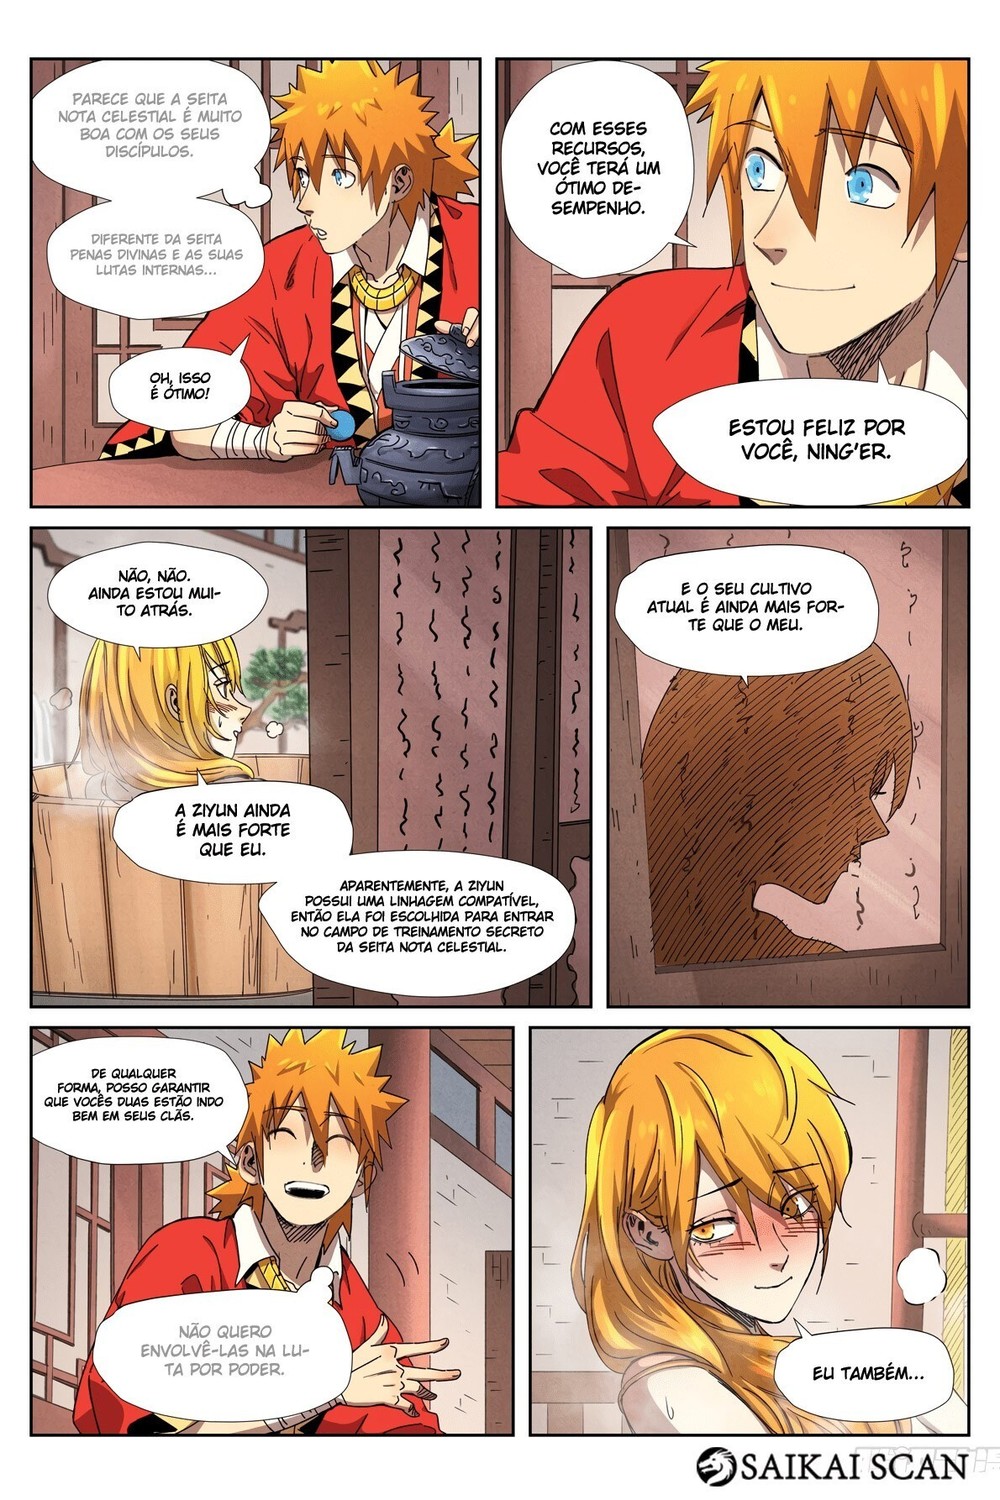 PARECE QUE A SEITA
NOTA CELESTIAL É MUITO
BOA COM OS SEUS
DISCÍPULOS.
DIFERENTE DA SEITA
PENAS DIVINAS E AS SUAS
LUTAS INTERNAS...
OH, ISSO
É ÓTIMO!
COM ESSES
RECURSOS,
VOCÊ TERÁ UM
ÓTIMO DE-
SEMPENHO.
ESTOU FELIZ POR
VOCÊ, NING'ER.
NÃO, NÃO.
AINDA ESTOU MUI-
TO ATRÁS.
A ZIYUN AINDA
É MAIS FORTE
QUE EU.
APARENTEMENTE, A ZIYUN
POSSUI UMA LINHAGEM COMPATÍVEL,
ENTÃO ELA FOI ESCOLHIDA PARA ENTRAR
NO CAMPO DE TREINAMENTO SECRETO
DA SEITA NOTA CELESTIAL.
E O SEU CULTIVO
ATUAL É AINDA MAIS FOR-
TE QUE O MEU.
DE QUALQUER
FORMA, POSSO GARANTIR
QUE VOCÊS DUAS ESTÃO INDO
BEM EM SEUS CLÃS.
NÃO QUERO
ENVOLVÊ-LAS NA LU-
TA POR PODER.
EU TAMBÉM...
SAIKAI SCAN